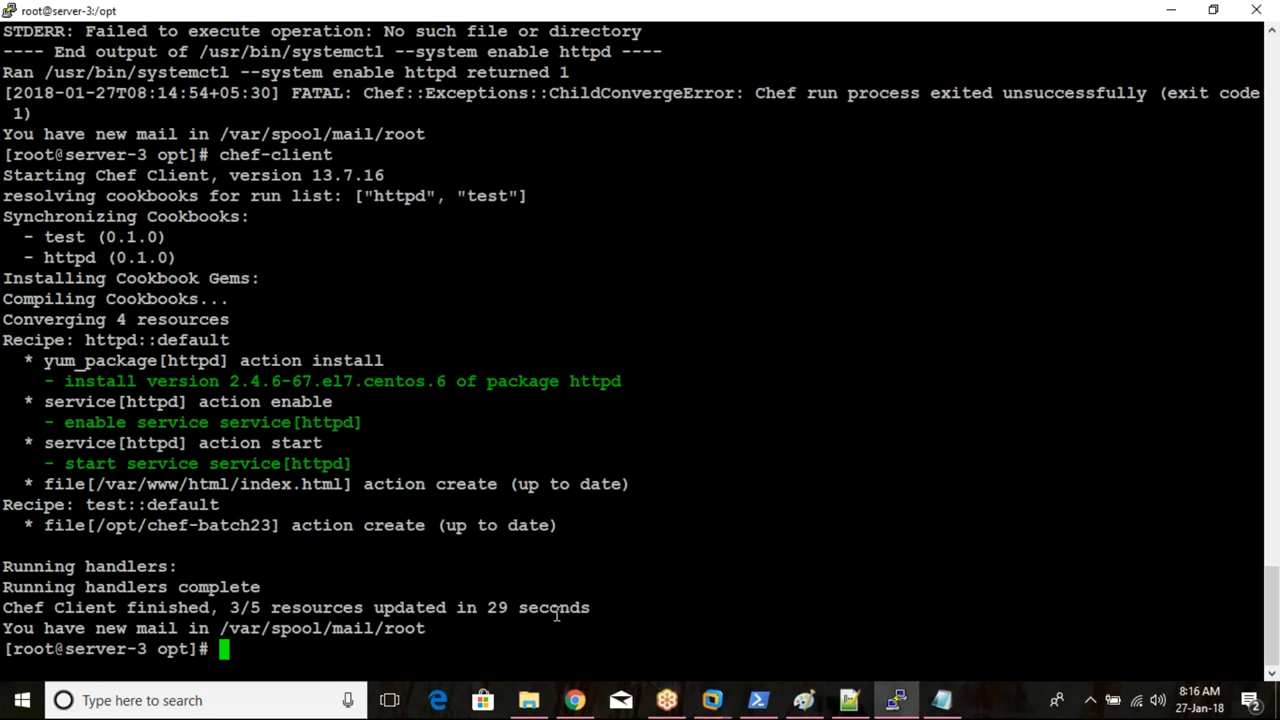 root@server-3:/opt
STDERR: Failed to execute operation: No such file or directory
---- End output of /usr/bin/systemctl --system enable httpd ----
Ran /usr/bin/systemctl --system enable httpd returned 1
[2018-01-27T08:14:54+05:30] FATAL: Chef::Exceptions::ChildConvergeError: Chef run process exited unsuccessfully (exit code
 1)
You have new mail in /var/spool/mail/root
[root@server-3 opt]# chef-client
Starting Chef Client, version 13.7.16
resolving cookbooks for run list: ["httpd", "test"]
Synchronizing Cookbooks:
  - test (0.1.0)
  - httpd (0.1.0)
Installing Cookbook Gems:
Compiling Cookbooks...
Converging 4 resources
Recipe: httpd::default
  * yum_package[httpd] action install
    - install version 2.4.6-67.el7.centos.6 of package httpd
  * service[httpd] action enable
    - enable service service[httpd]
  * service[httpd] action start
    - start service service[httpd]
  * file[/var/www/html/index.html] action create (up to date)
Recipe: test::default
  * file[/opt/chef-batch23] action create (up to date)
Running handlers:
Running handlers complete
Chef Client finished, 3/5 resources updated in 29 seconds
You have new mail in /var/spool/mail/root
[root@server-3 opt]#
Type here to search
8:16 AM
27-Jan-18
2